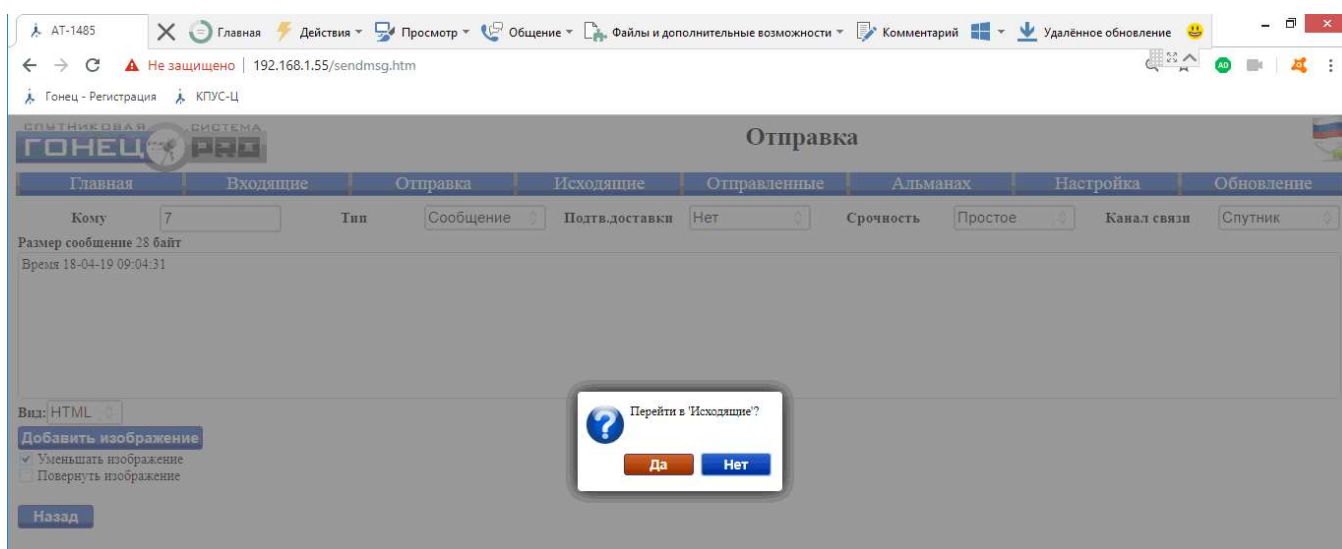 АТ-1485 Главная Действия Просмотр Общение Файлы и дополнительные возможности Комментарий Удалённое обновление
Не защищено | 192.168.1.55/sendmsg.htm
Гонец - Регистрация КПУС-Ц
СПУТНИКОВАЯ СИСТЕМА
ГОНЕЦ PRO Отправка
Главная Входящие Отправка Исходящие Отправленные Альманах Настройка Обновление
Кому 7 Тип Сообщение Подтв.доставки Нет Срочность Простое Канал связи Спутник
Размер сообщение 28 байт
Время 18-04-19 09:04:31
Перейти в 'Исходящие'?
Да Нет
Вид: HTML
Добавить изображение
Уменьшать изображение
Повернуть изображение
Назад